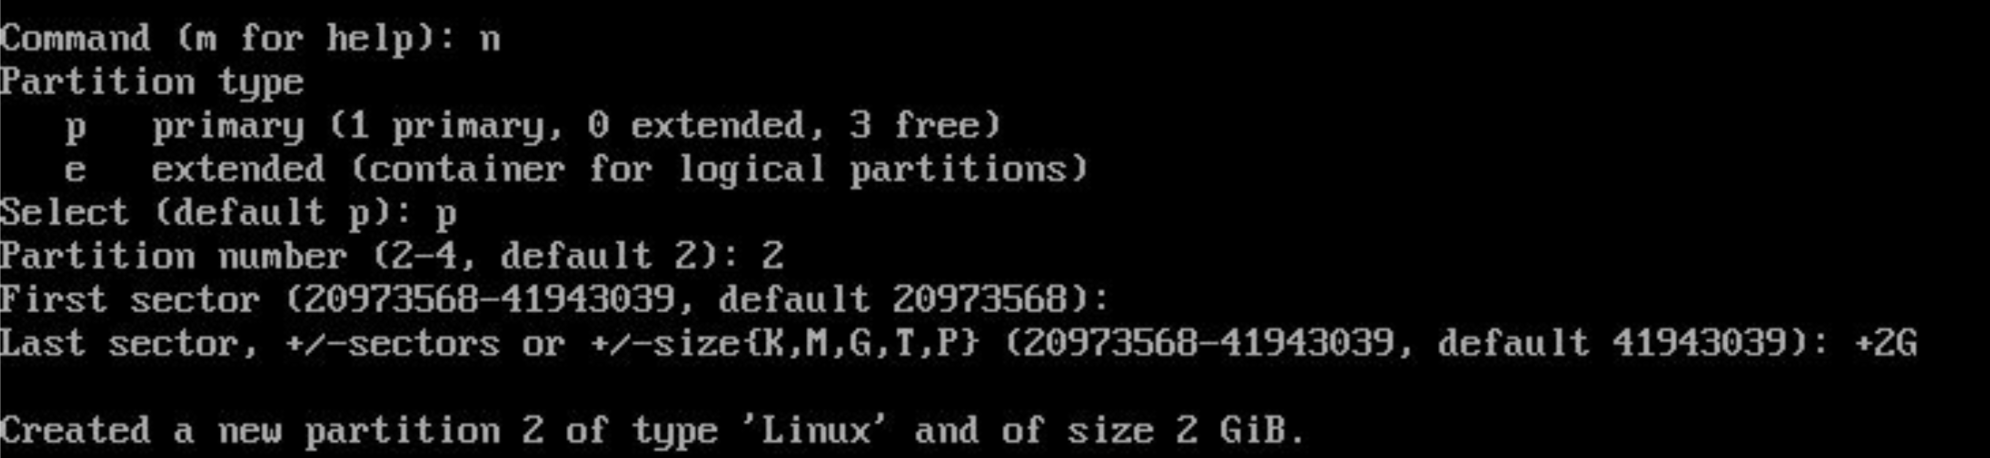 Command (m for help): n
Partition type
   p   primary (1 primary, 0 extended, 3 free)
   e   extended (container for logical partitions)
Select (default p): p
Partition number (2-4, default 2): 2
First sector (20973568-41943039, default 20973568):
Last sector, +/-sectors or +/-size{K,M,G,T,P} (20973568-41943039, default 41943039): +2G
Created a new partition 2 of type 'Linux' and of size 2 GiB.